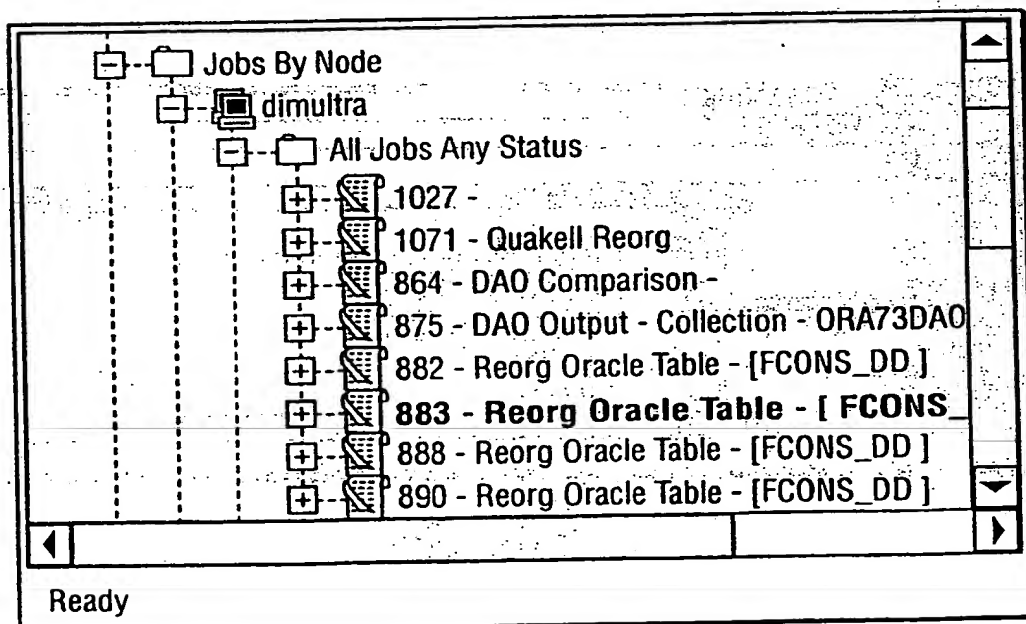 Jobs By Node
dimultra
All Jobs Any Status
1027 -
1071 - Quakell Reorg
864 - DAO Comparison -
875 - DAO Output - Collection - ORA73DAO
882 - Reorg Oracle Table - [FCONS_DD ]
883 - Reorg Oracle Table - [ FCONS_
888 - Reorg Oracle Table - [FCONS_DD ]
890 - Reorg Oracle Table - [FCONS_DD ]
Ready